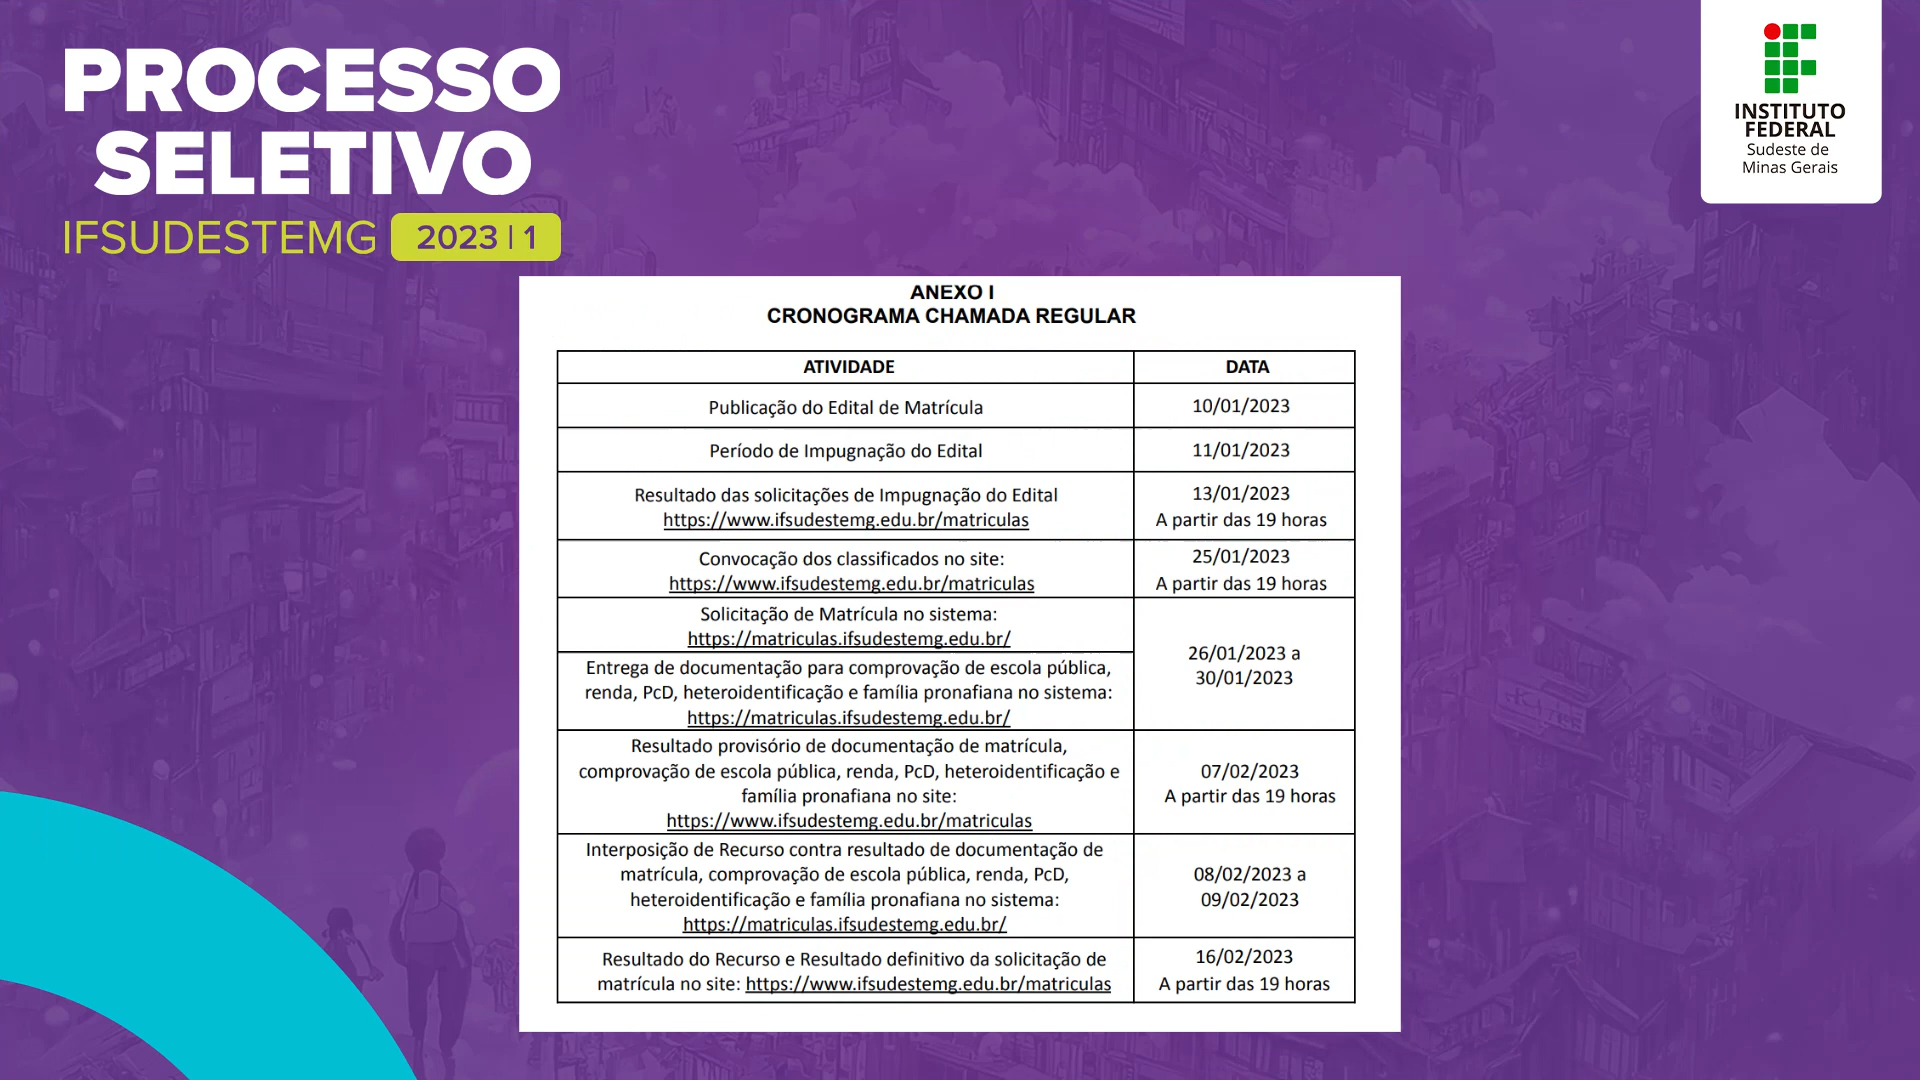 PROCESSO
SELETIVO
IFSUDESTEMG 2023 | 1
INSTITUTO
FEDERAL
Sudeste de
Minas Gerais
ANEXO I
CRONOGRAMA CHAMADA REGULAR
ATIVIDADE
DATA
Publicação do Edital de Matrícula
10/01/2023
Período de Impugnação do Edital
11/01/2023
Resultado das solicitações de Impugnação do Edital
https://www.ifsudestemg.edu.br/matriculas
13/01/2023
A partir das 19 horas
Convocação dos classificados no site:
https://www.ifsudestemg.edu.br/matriculas
25/01/2023
A partir das 19 horas
Solicitação de Matrícula no sistema:
https://matriculas.ifsudestemg.edu.br/
Entrega de documentação para comprovação de escola pública,
renda, PcD, heteroidentificação e família pronafiana no sistema:
https://matriculas.ifsudestemg.edu.br/
26/01/2023 a
30/01/2023
Resultado provisório de documentação de matrícula,
comprovação de escola pública, renda, PcD, heteroidentificação e
família pronafiana no site:
https://www.ifsudestemg.edu.br/matriculas
07/02/2023
A partir das 19 horas
Interposição de Recurso contra resultado de documentação de
matrícula, comprovação de escola pública, renda, PcD,
heteroidentificação e família pronafiana no sistema:
https://matriculas.ifsudestemg.edu.br/
08/02/2023 a
09/02/2023
Resultado do Recurso e Resultado definitivo da solicitação de
matrícula no site: https://www.ifsudestemg.edu.br/matriculas
16/02/2023
A partir das 19 horas